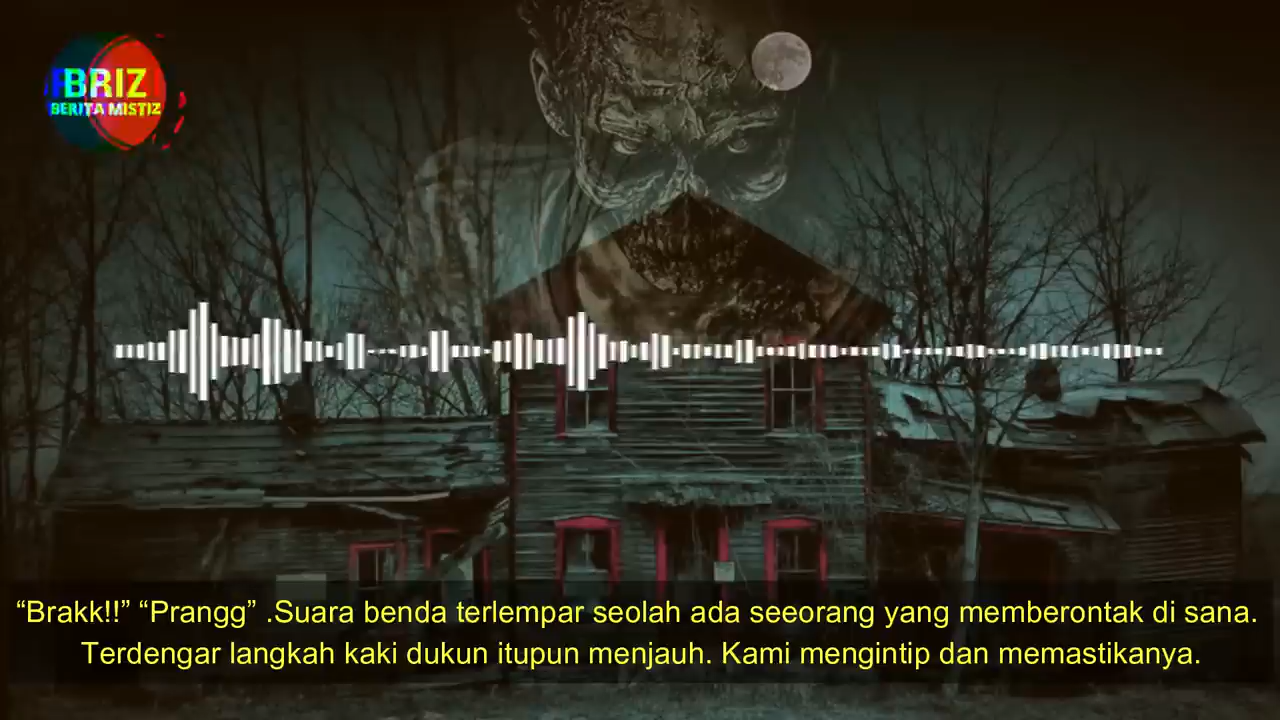 BRIZ
BERITA MISTIZ
“Brakk!!” “Prangg” .Suara benda terlempar seolah ada seeorang yang memberontak di sana.
Terdengar langkah kaki dukun itupun menjauh. Kami mengintip dan memastikanya.